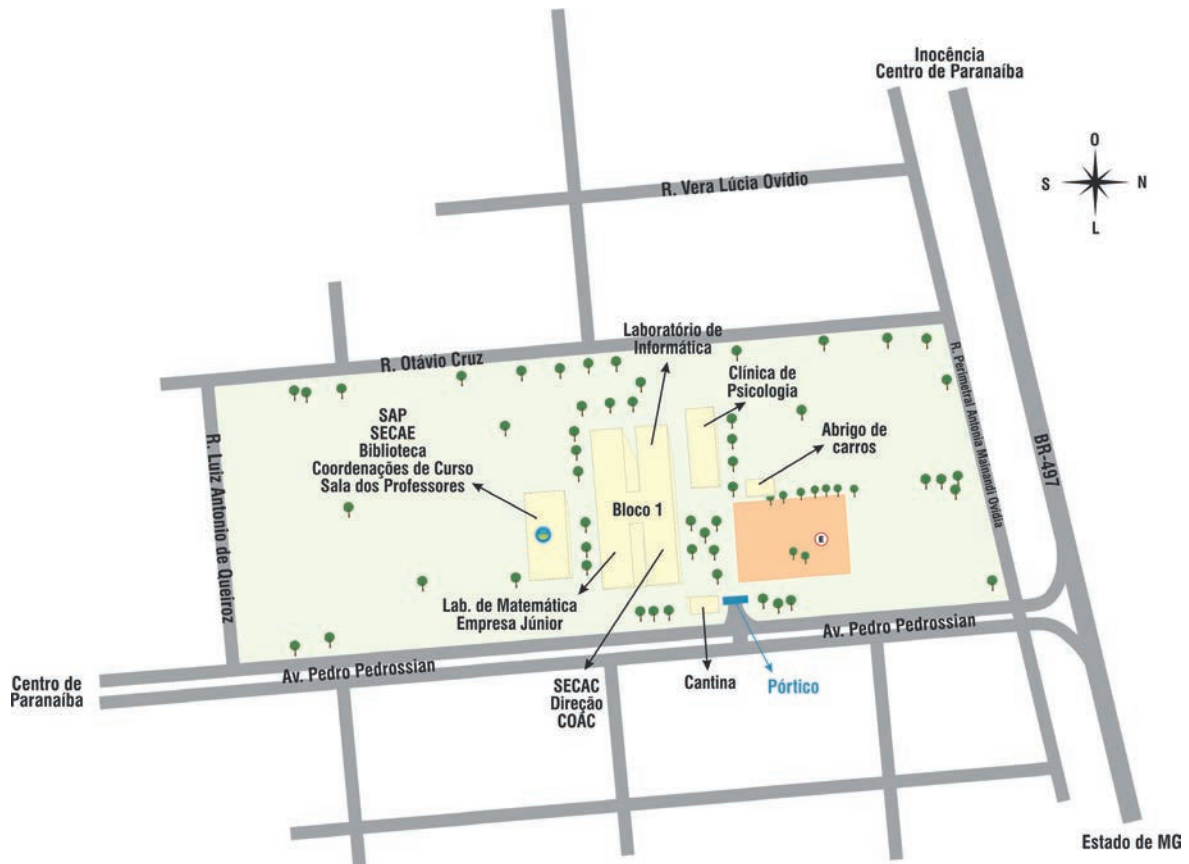 Inocência
Centro de Paranaíba
O
S
N
L
R. Vera Lúcia Ovídio
Laboratório de
Informática
R. Otávio Cruz
Clínica de
Psicologia
R. Perimetral Antonia Mainandi Ovídia
BR-497
SAP
SECAE
Biblioteca
Coordenações de Curso
Sala dos Professores
Abrigo de
carros
R. Luiz Antonio de Queiroz
Bloco 1
E
Lab. de Matemática
Empresa Júnior
Av. Pedro Pedrossian
Av. Pedro Pedrossian
Centro de
Paranaíba
SECAC
Direção
COAC
Cantina
Pórtico
Estado de MG